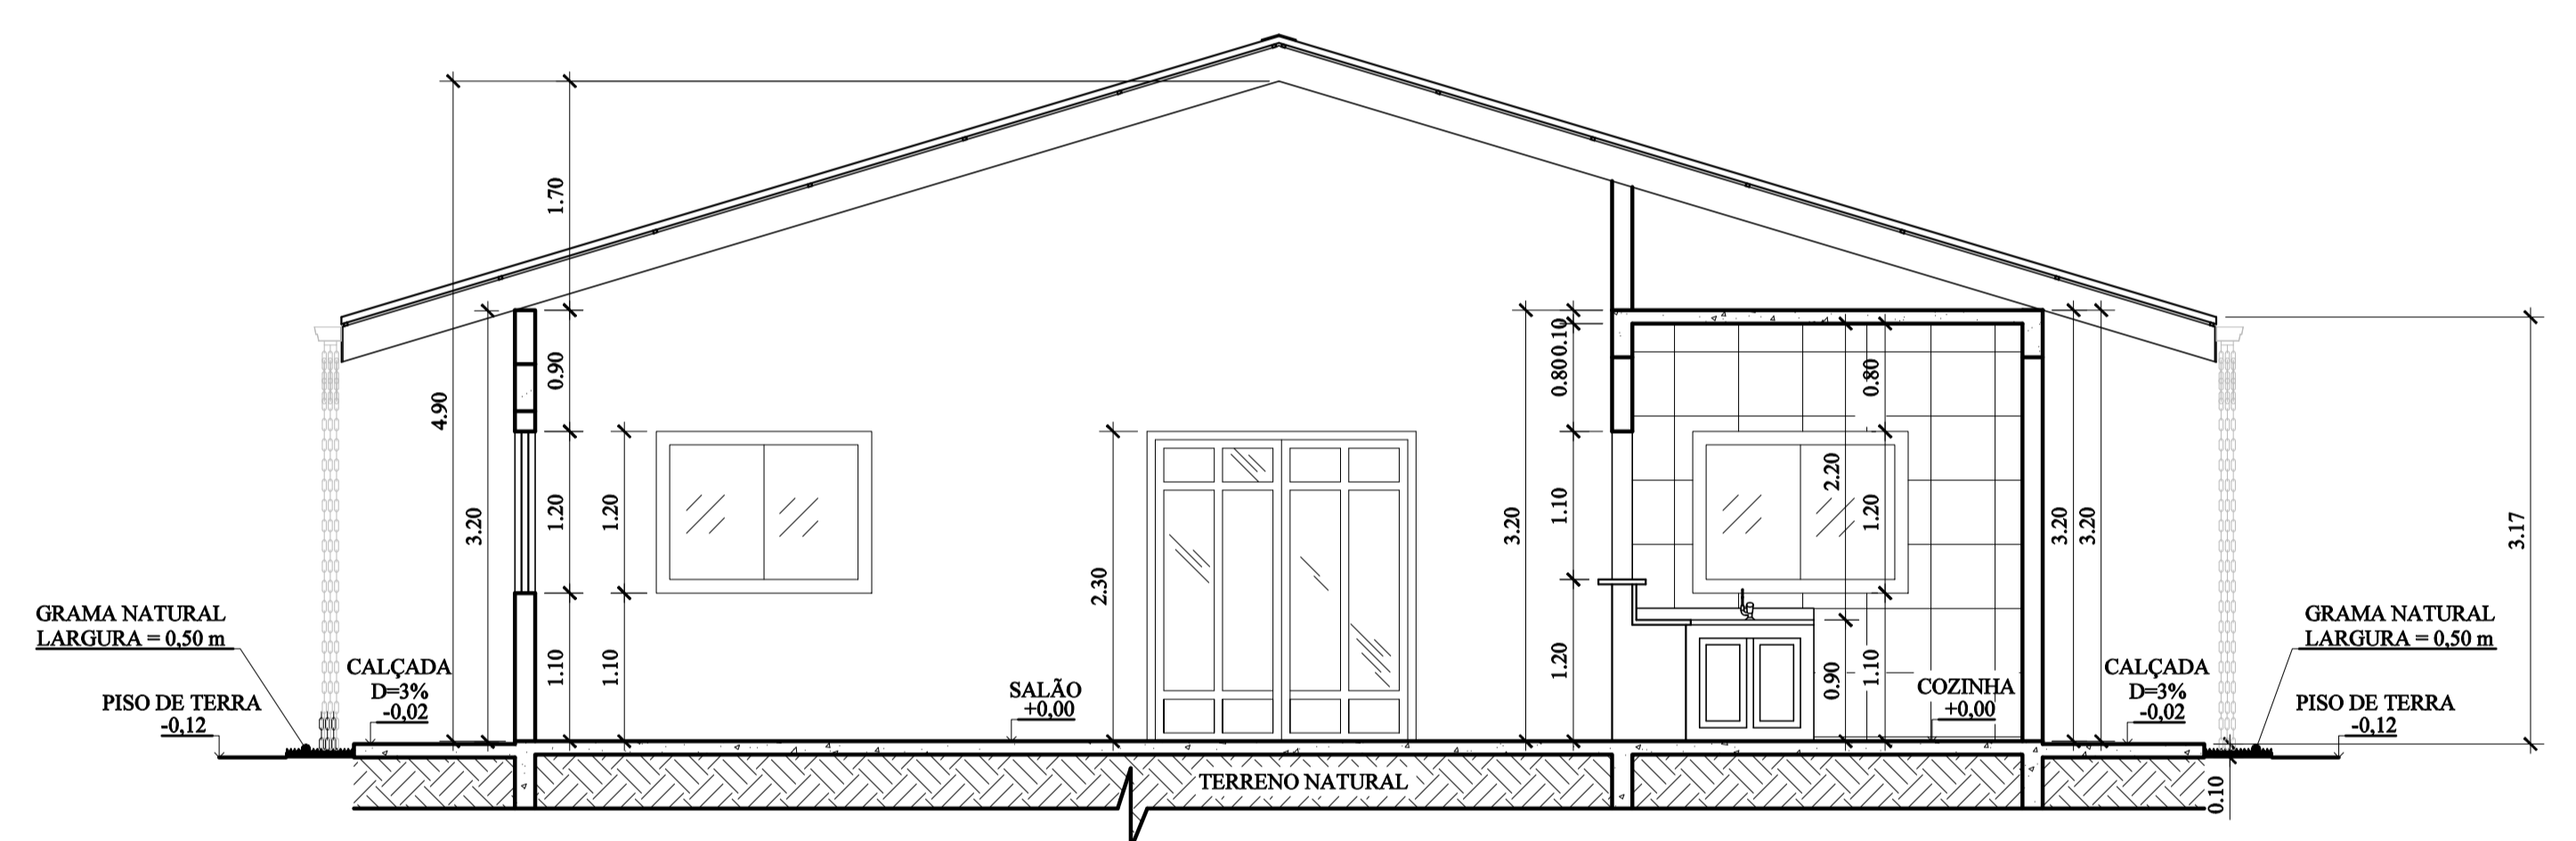 1.70
0.90
4.90
3.20
1.20
1.20
1.10
1.10
2.30
3.20
0.10
0.80
1.10
1.20
0.80
2.20
1.20
0.90
1.10
3.20
3.20
3.17
0.10
GRAMA NATURAL
LARGURA = 0,50 m
CALÇADA
D=3%
-0,02
PISO DE TERRA
-0,12
SALÃO
+0,00
COZINHA
+0,00
CALÇADA
D=3%
-0,02
GRAMA NATURAL
LARGURA = 0,50 m
PISO DE TERRA
-0,12
TERRENO NATURAL